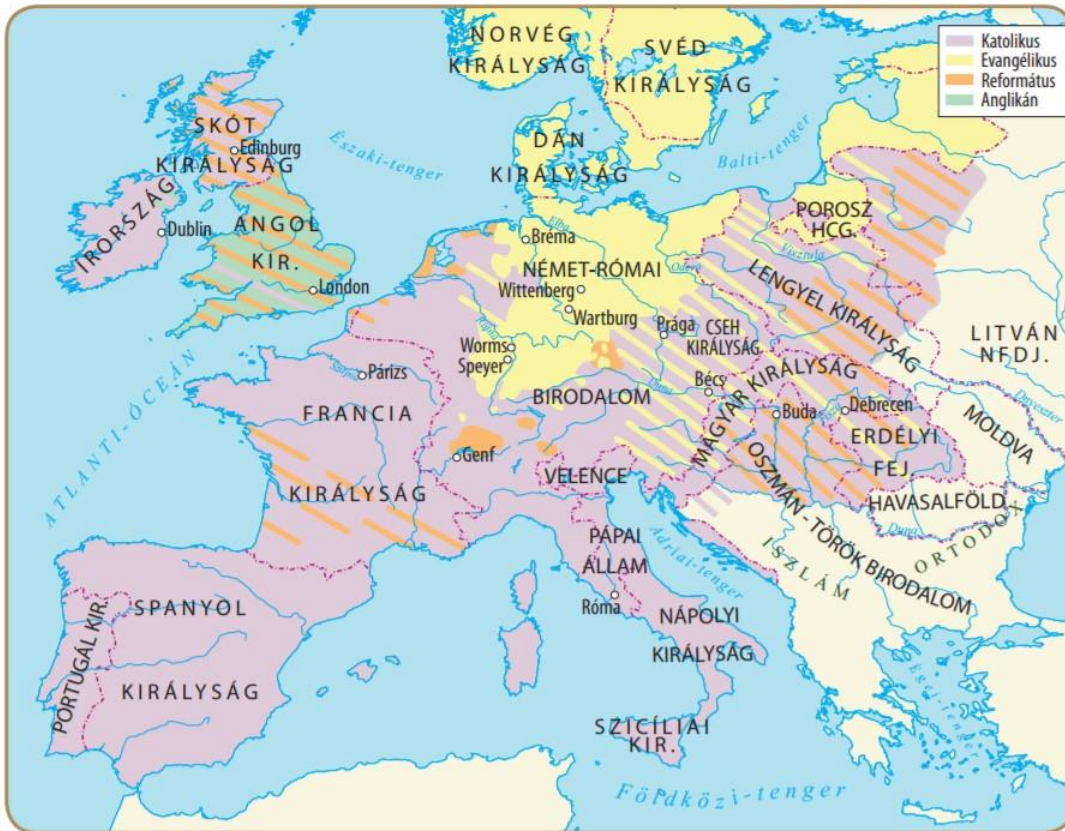 NORVÉG
KIRÁLYSÁG
SVÉD
KIRÁLYSÁG
Katolikus
Evangélikus
Református
Anglikán
SKÓT
KIRÁLYSÁG
Edinburg
Északi-tenger
DÁN
KIRÁLYSÁG
Balti-tenger
ÍRORSZÁG
Dublin
ANGOL
KIR.
London
Elba
Bréma
NÉMET-RÓMAI
Wittenberg
Wartburg
Odera
POROSZ
HCG.
Visztula
LENGYEL KIRÁLYSÁG
LITVÁN
NFDJ.
Prága
CSEH
KIRÁLYSÁG
Rajna
Worms
Speyer
BIRODALOM
Duna
Bécs
MAGYAR KIRÁLYSÁG
Buda
Tisza
Debrecen
ERDÉLYI
FEJ.
Dnyeszter
MOLDVA
HAVASALFÖLD
Duna
ORTODOX
ATLANTI-ÓCEÁN
Párizs
FRANCIA
KIRÁLYSÁG
Genf
VELENCE
OSZMÁN-TÖRÖK BIRODALOM
ISZLÁM
PÁPAI
ÁLLAM
Adriai-tenger
Róma
NÁPOLYI
KIRÁLYSÁG
PORTUGÁL KIR.
SPANYOL
KIRÁLYSÁG
SZICÍLIAI
KIR.
Földközi-tenger